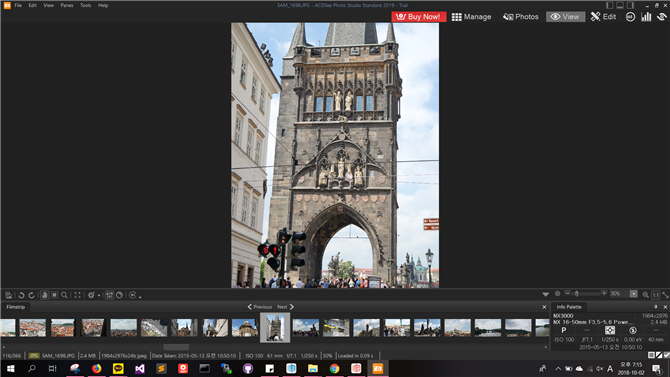 File Edit View Panes Tools Help
SAM_1698.JPG - ACDSee Photo Studio Standard 2019 - Trial
Buy Now! Manage Photos View Edit
30%
Filmstrip
Previous Next
Info Palette
NX3000 1984x2976
NX 16-50mm F3.5-5.6 Powe... 2.4 MB
P
ISO 100 F7.1 1/250 s 0.00 eV 40 mm
2015-05-13 오전 10:50:10
JPG SAM_1698.JPG 2.4 MB 1984x2976x24b jpeg Date Taken: 2015-05-13 오전 10:50:10 ISO 100 61 mm f/7.1 1/250 s 30% Loaded in 0.09 s
오후 7:15
2018-10-02